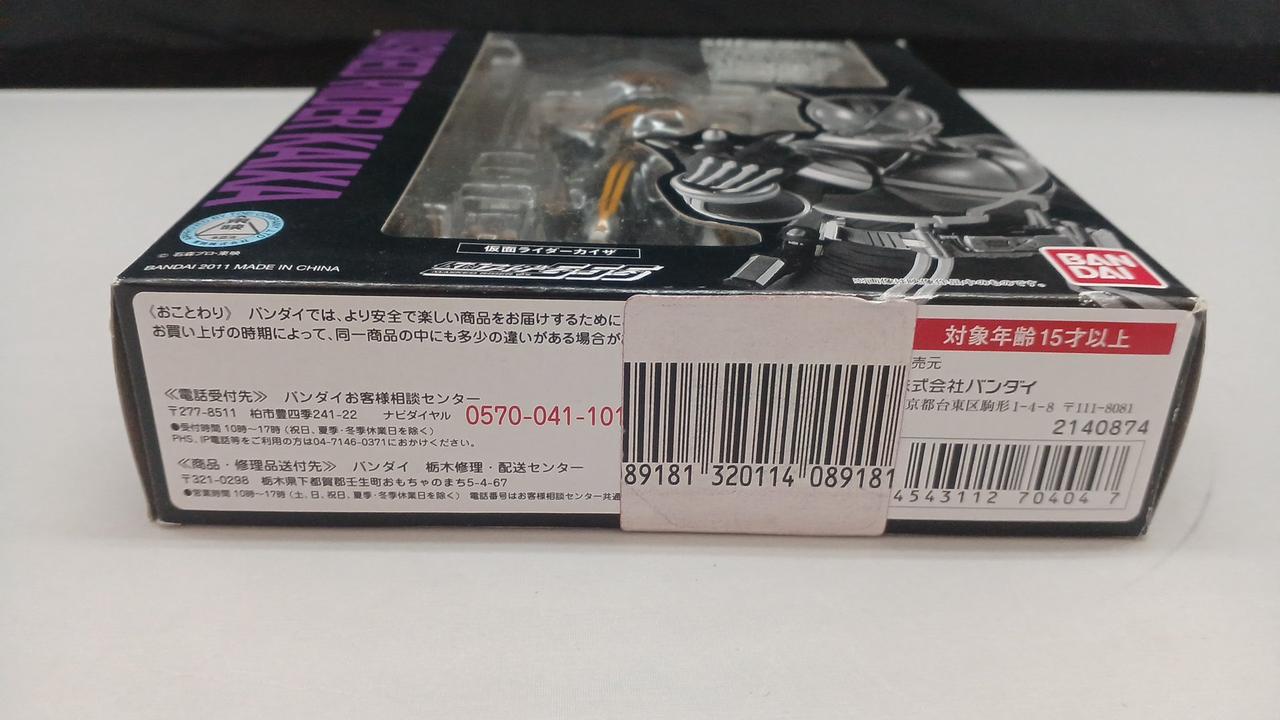 MASKED RIDER KAIXA
© 石森プロ・東映
BANDAI 2011 MADE IN CHINA
仮面ライダーカイザ
BAN
DAI
《おことわり》 バンダイでは、より安全で楽しい商品をお届けするために
お買い上げの時期によって、同一商品の中にも多少の違いがある場合が
≪電話受付先≫ バンダイお客様相談センター
〒277-8511 柏市豊四季241-22 ナビダイヤル 0570-041-101
●受付時間 10時〜17時 (祝日、夏季・冬季休業日を除く)
PHS、IP電話等をご利用の方は04-7146-0371におかけください。
≪商品・修理品送付先≫ バンダイ 栃木修理・配送センター
〒321-0298 栃木県下都賀郡壬生町おもちゃのまち5-4-67
●営業時間 10時〜17時 (土、日、祝日、夏季・冬季休業日を除く) 電話番号はお客様相談センター共通
89181 320114 089181
対象年齢15才以上
売元
式会社バンダイ
京都台東区駒形1-4-8 〒111-8081
2140874
4543112 70404 7